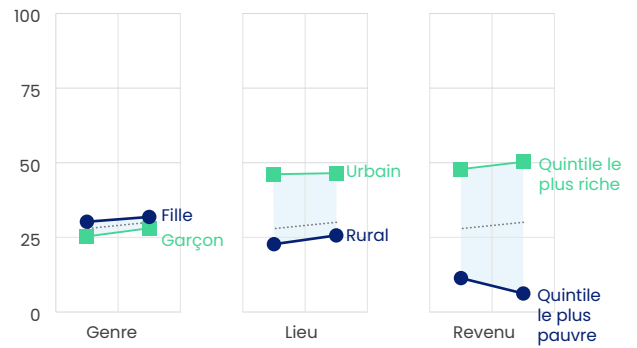 100
75
50
25
0
Fille
Garçon
Genre
Urbain
Rural
Lieu
Quintile le
plus riche
Quintile
le plus
pauvre
Revenu